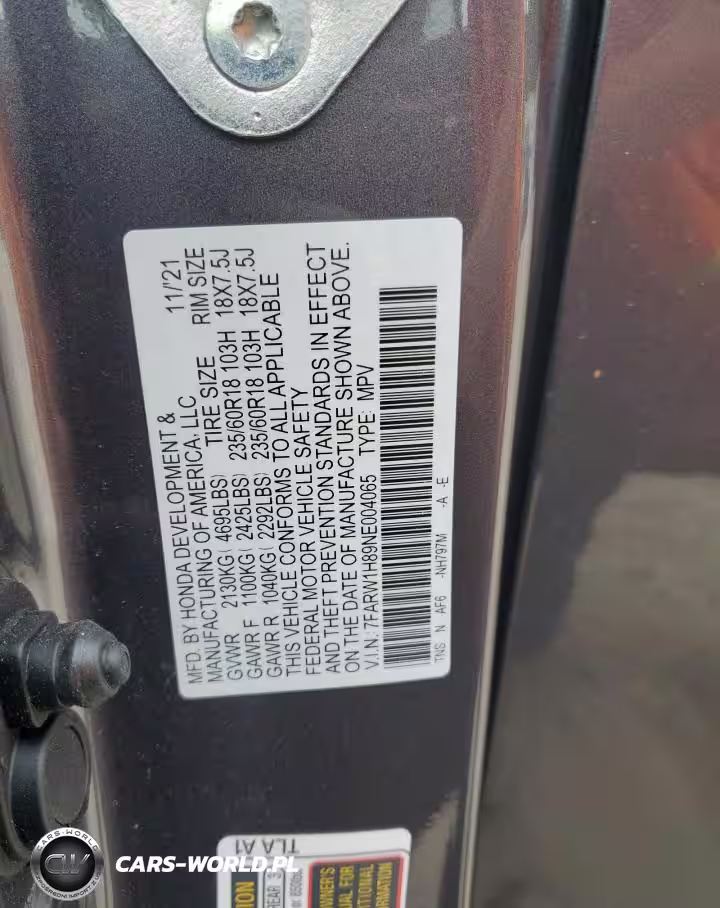 MFD. BY HONDA DEVELOPMENT & 11/'21
MANUFACTURING OF AMERICA, LLC
TIRE SIZE RIM SIZE
GVWR 2130KG( 4695LBS)
GAWR F 1100KG( 2425LBS) 235/60R18 103H 18X7.5J
GAWR R 1040KG( 2292LBS) 235/60R18 103H 18X7.5J
THIS VEHICLE CONFORMS TO ALL APPLICABLE
FEDERAL MOTOR VEHICLE SAFETY
AND THEFT PREVENTION STANDARDS IN EFFECT
ON THE DATE OF MANUFACTURE SHOWN ABOVE.
V.I.N.: 7FARW1H89NE004065 TYPE: MPV
TNS N AF6 -NH797M -A -E
TLA A1
CARS-WORLD
CW
CARS-WORLD.PL